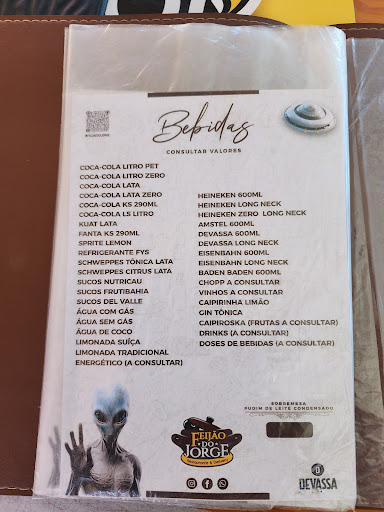 Bebidas
CONSULTAR VALORES
COCA-COLA LITRO PET
COCA-COLA LITRO ZERO
COCA-COLA LATA
COCA-COLA LATA ZERO
COCA-COLA KS 290ML
COCA-COLA LS LITRO
KUAT LATA
FANTA KS 290ML
SPRITE LEMON
REFRIGERANTE FYS
SCHWEPPES TÔNICA LATA
SCHWEPPES CITRUS LATA
SUCOS NUTRICAU
SUCOS FRUTIBAHIA
SUCOS DEL VALLE
ÁGUA COM GÁS
ÁGUA SEM GÁS
ÁGUA DE COCO
LIMONADA SUÍÇA
LIMONADA TRADICIONAL
ENERGÉTICO (A CONSULTAR)
HEINEKEN 600ML
HEINEKEN LONG NECK
HEINEKEN ZERO LONG NECK
AMSTEL 600ML
DEVASSA 600ML
DEVASSA LONG NECK
EISENBAHN 600ML
EISENBAHN LONG NECK
BADEN BADEN 600ML
CHOPP A CONSULTAR
VINHOS A CONSULTAR
CAIPIRINHA LIMÃO
GIN TÔNICA
CAIPIROSKA (FRUTAS A CONSULTAR)
DRINKS (A CONSULTAR)
DOSES DE BEBIDAS (A CONSULTAR)
SOBREMESA
PUDIM DE LEITE CONDENSADO
FEIJÃO
DO
JORGE
DEVASSA